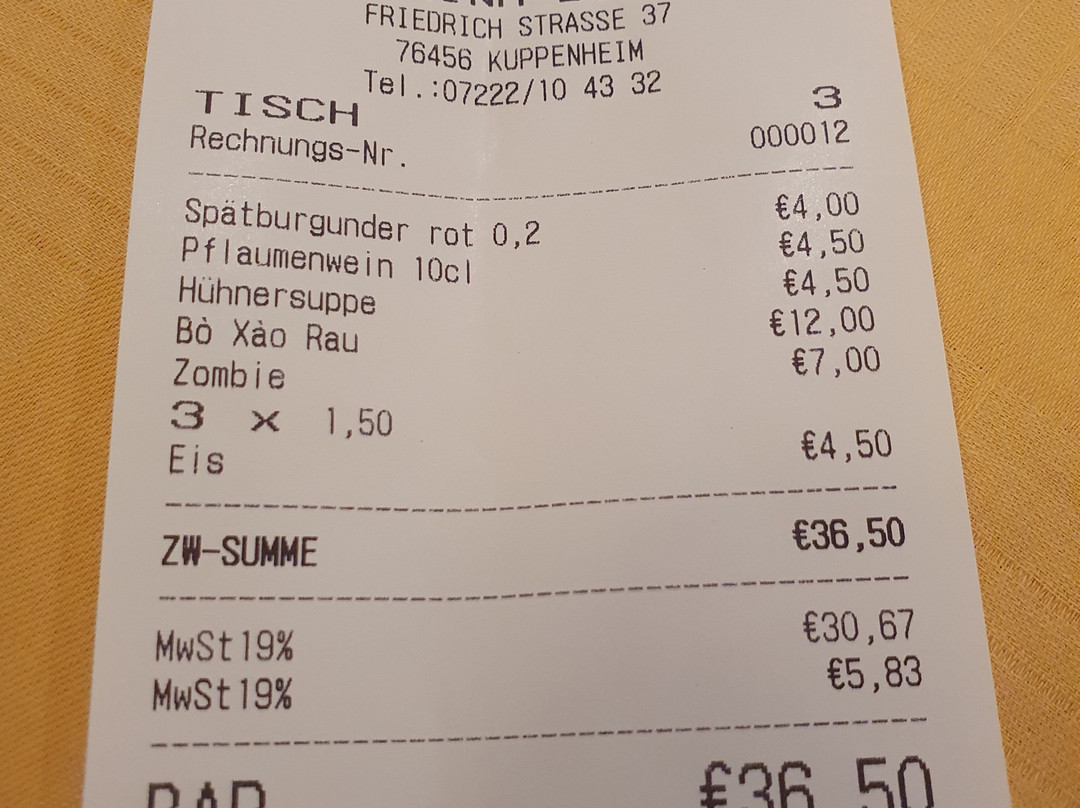 FRIEDRICH STRASSE 37
76456 KUPPENHEIM
Tel.:07222/10 43 32
TISCH 3
Rechnungs-Nr. 000012
Spätburgunder rot 0,2 €4,00
Pflaumenwein 10cl €4,50
Hühnersuppe €4,50
Bò Xào Rau €12,00
Zombie €7,00
3 x 1,50
Eis €4,50
ZW-SUMME €36,50
MwSt19% €30,67
MwSt19% €5,83
BAR €36,50